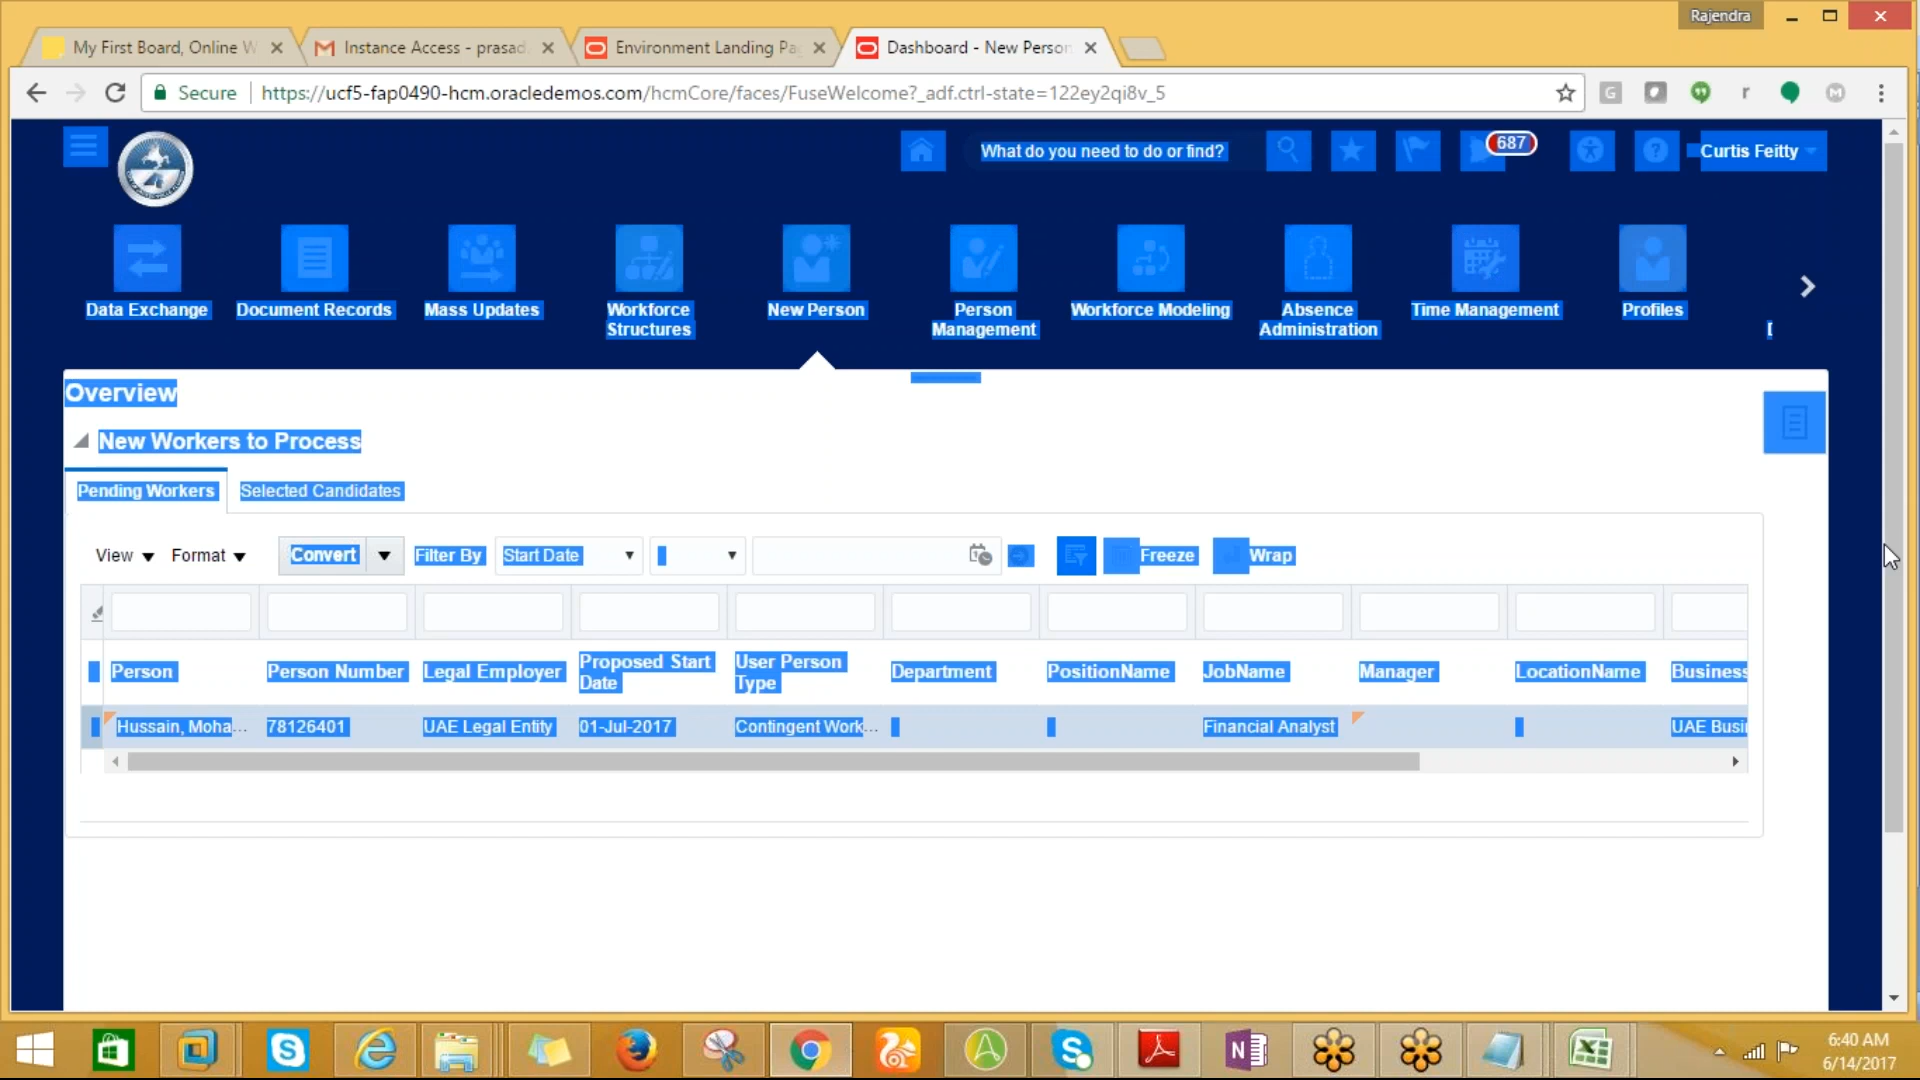 Rajendra
My First Board, Online W
Instance Access - prasad
Environment Landing Pa
Dashboard - New Person
Secure https://ucf5-fap0490-hcm.oracledemos.com/hcmCore/faces/FuseWelcome?_adf.ctrl-state=122ey2qi8v_5
What do you need to do or find?
687
Curtis Feitty
Data Exchange
Document Records
Mass Updates
Workforce
Structures
New Person
Person
Management
Workforce Modeling
Absence
Administration
Time Management
Profiles
Overview
New Workers to Process
Pending Workers
Selected Candidates
View Format Convert Filter By Start Date Freeze Wrap
Person
Person Number
Legal Employer
Proposed Start
Date
User Person
Type
Department
PositionName
JobName
Manager
LocationName
Business
Hussain, Moha...
78126401
UAE Legal Entity
01-Jul-2017
Contingent Work...
Financial Analyst
UAE Busi
6:40 AM
6/14/2017